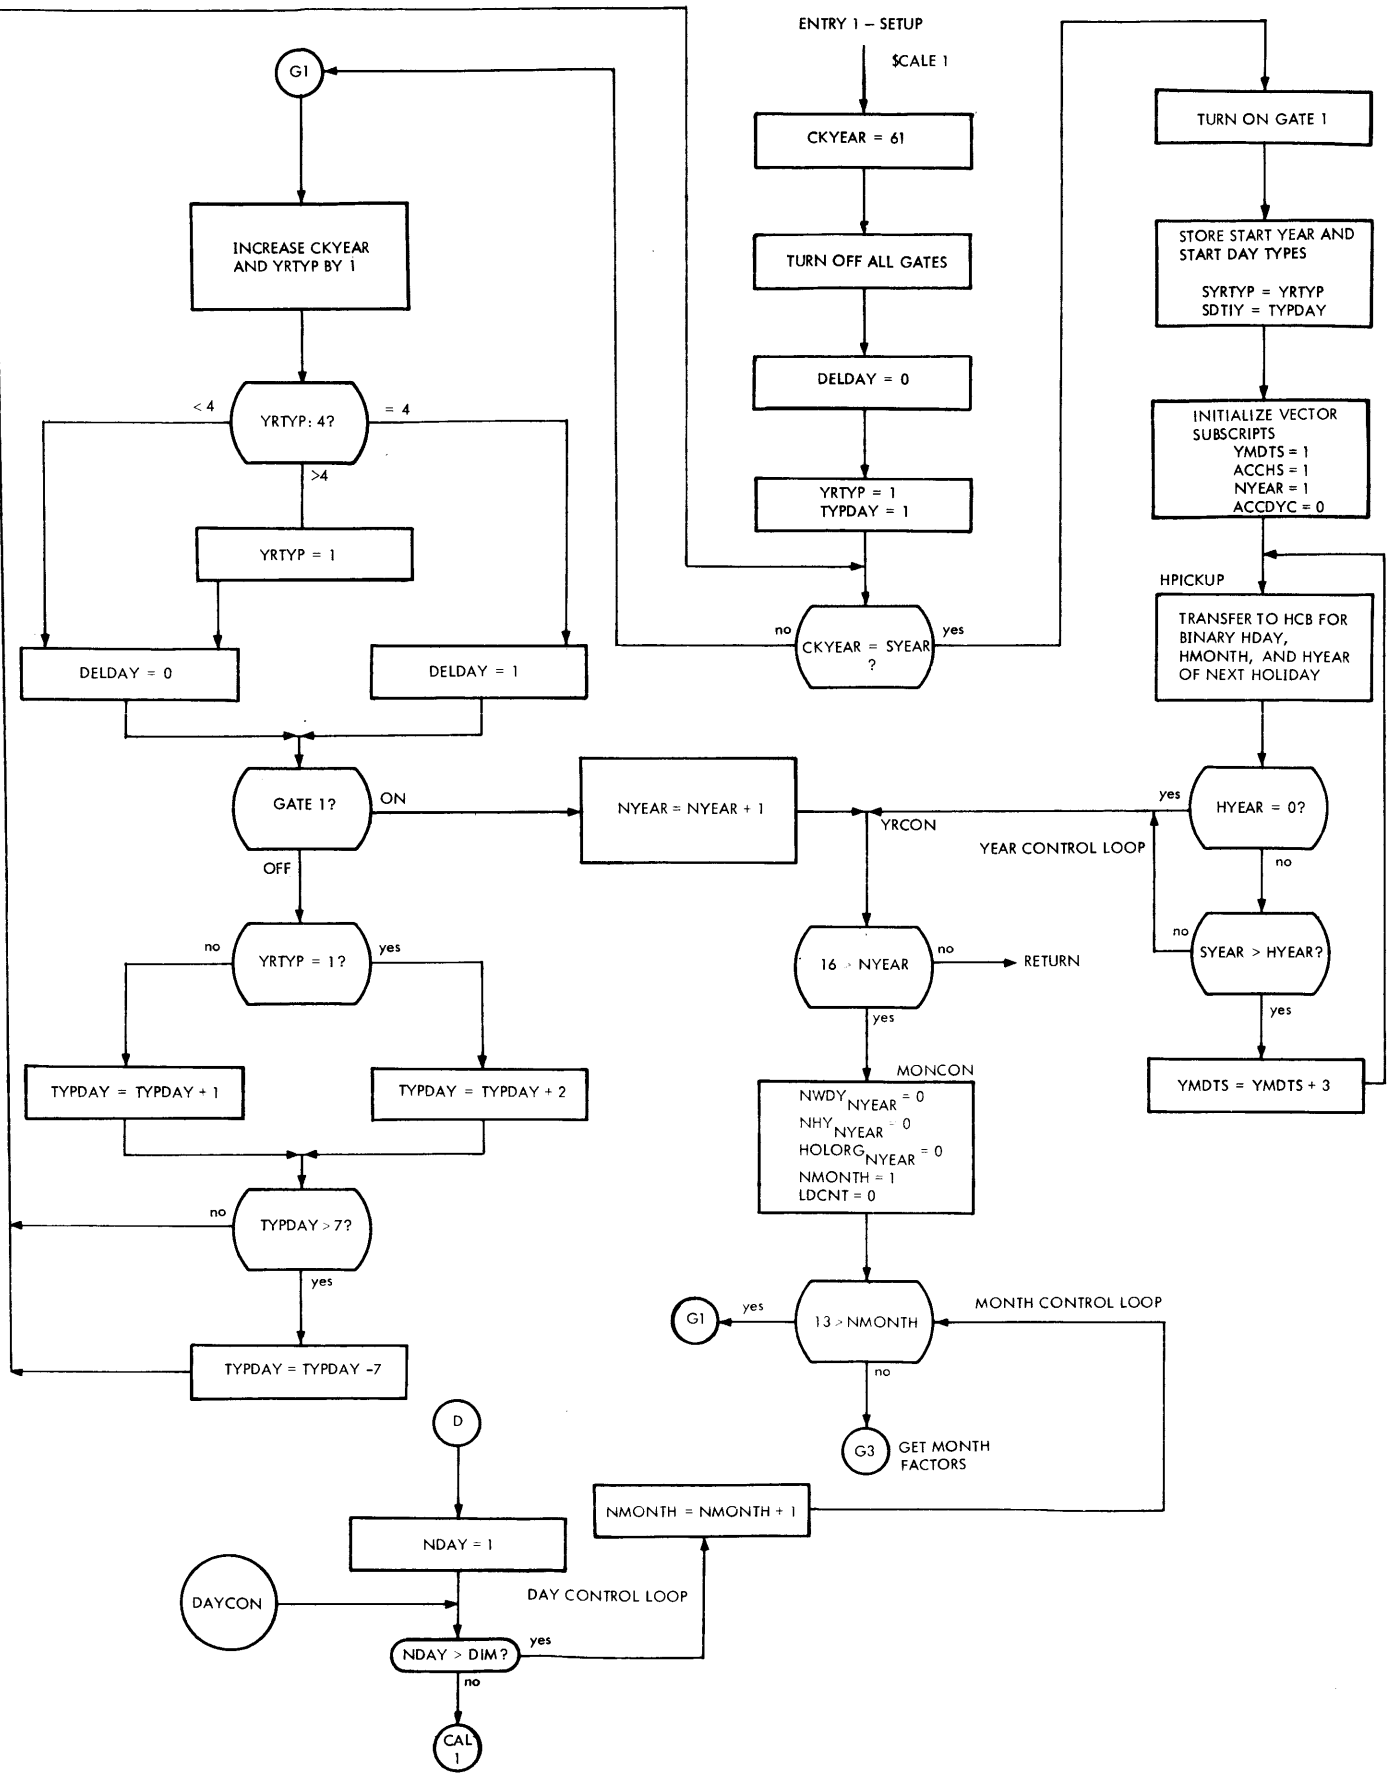 ENTRY 1 – SETUP
$CALE 1
G1
CKYEAR = 61
TURN ON GATE 1
INCREASE CKYEAR
AND YRTYP BY 1
TURN OFF ALL GATES
STORE START YEAR AND
START DAY TYPES
SYRTYP = YRTYP
SDTIY = TYPDAY
DELDAY = 0
< 4
YRTYP: 4?
= 4
>4
INITIALIZE VECTOR
SUBSCRIPTS
YMDTS = 1
ACCHS = 1
NYEAR = 1
ACCDYC = 0
YRTYP = 1
TYPDAY = 1
YRTYP = 1
HPICKUP
TRANSFER TO HCB FOR
BINARY HDAY,
HMONTH, AND HYEAR
OF NEXT HOLIDAY
no
CKYEAR = SYEAR
?
yes
DELDAY = 0
DELDAY = 1
GATE 1?
ON
OFF
NYEAR = NYEAR + 1
YRCON
yes
HYEAR = 0?
no
YEAR CONTROL LOOP
no
YRTYP = 1?
yes
16 > NYEAR
no
RETURN
yes
no
SYEAR > HYEAR?
yes
TYPDAY = TYPDAY + 1
TYPDAY = TYPDAY + 2
MONCON
NWDY NYEAR = 0
NHY NYEAR = 0
HOLORG NYEAR = 0
NMONTH = 1
LDCNT = 0
YMDTS = YMDTS + 3
no
TYPDAY > 7?
yes
G1
yes
13 > NMONTH
no
MONTH CONTROL LOOP
TYPDAY = TYPDAY –7
D
G3
GET MONTH
FACTORS
NMONTH = NMONTH + 1
NDAY = 1
DAYCON
DAY CONTROL LOOP
NDAY > DIM?
yes
no
CAL
1